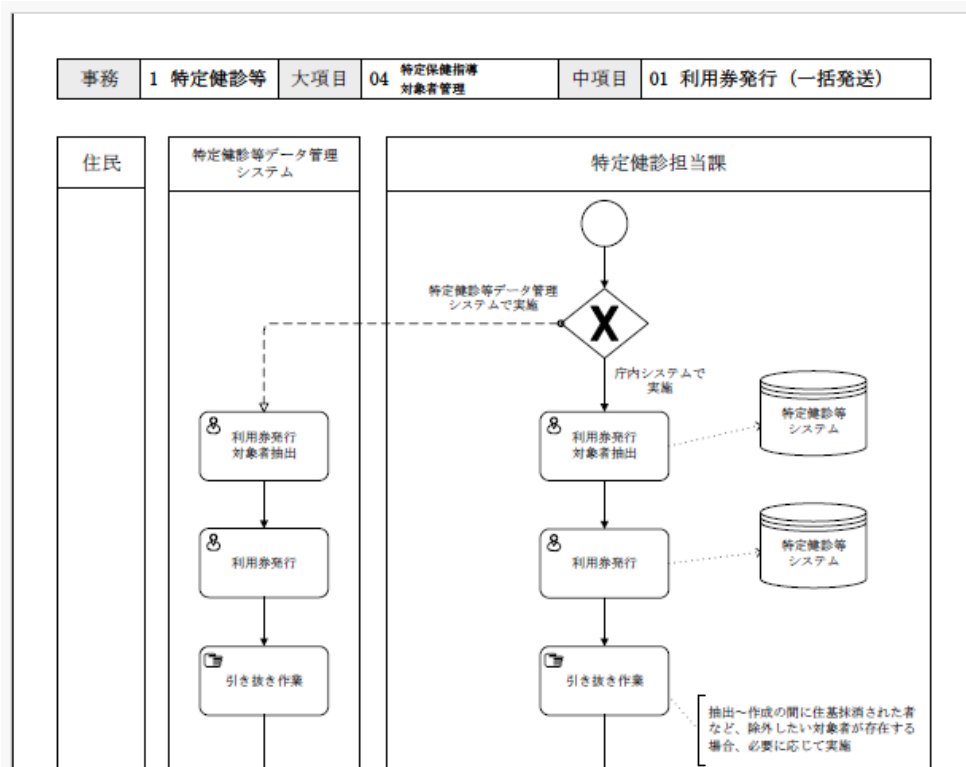 事務 1 特定健診等 大項目 04 特定保健指導 対象者管理 中項目 01 利用券発行（一括発送）
住民
特定健診等データ管理
システム
特定健診担当課
特定健診等データ管理
システムで実施
X
庁内システムで
実施
利用券発行
対象者抽出
利用券発行
対象者抽出
特定健診等
システム
利用券発行
利用券発行
特定健診等
システム
引き抜き作業
引き抜き作業
抽出～作成の間に住基抹消された者
など、除外したい対象者が存在する
場合、必要に応じて実施